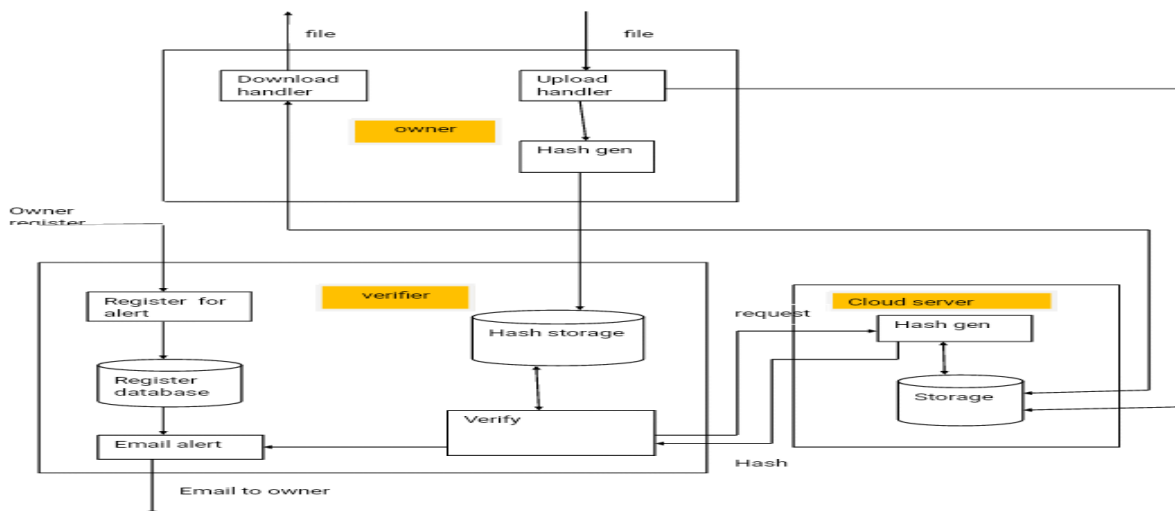 file
file
Download
handler
Upload
handler
owner
Hash gen
Owner
register
verifier
Cloud server
Register for
alert
request
Hash gen
Hash storage
Register
database
Storage
Verify
Email alert
Hash
Email to owner